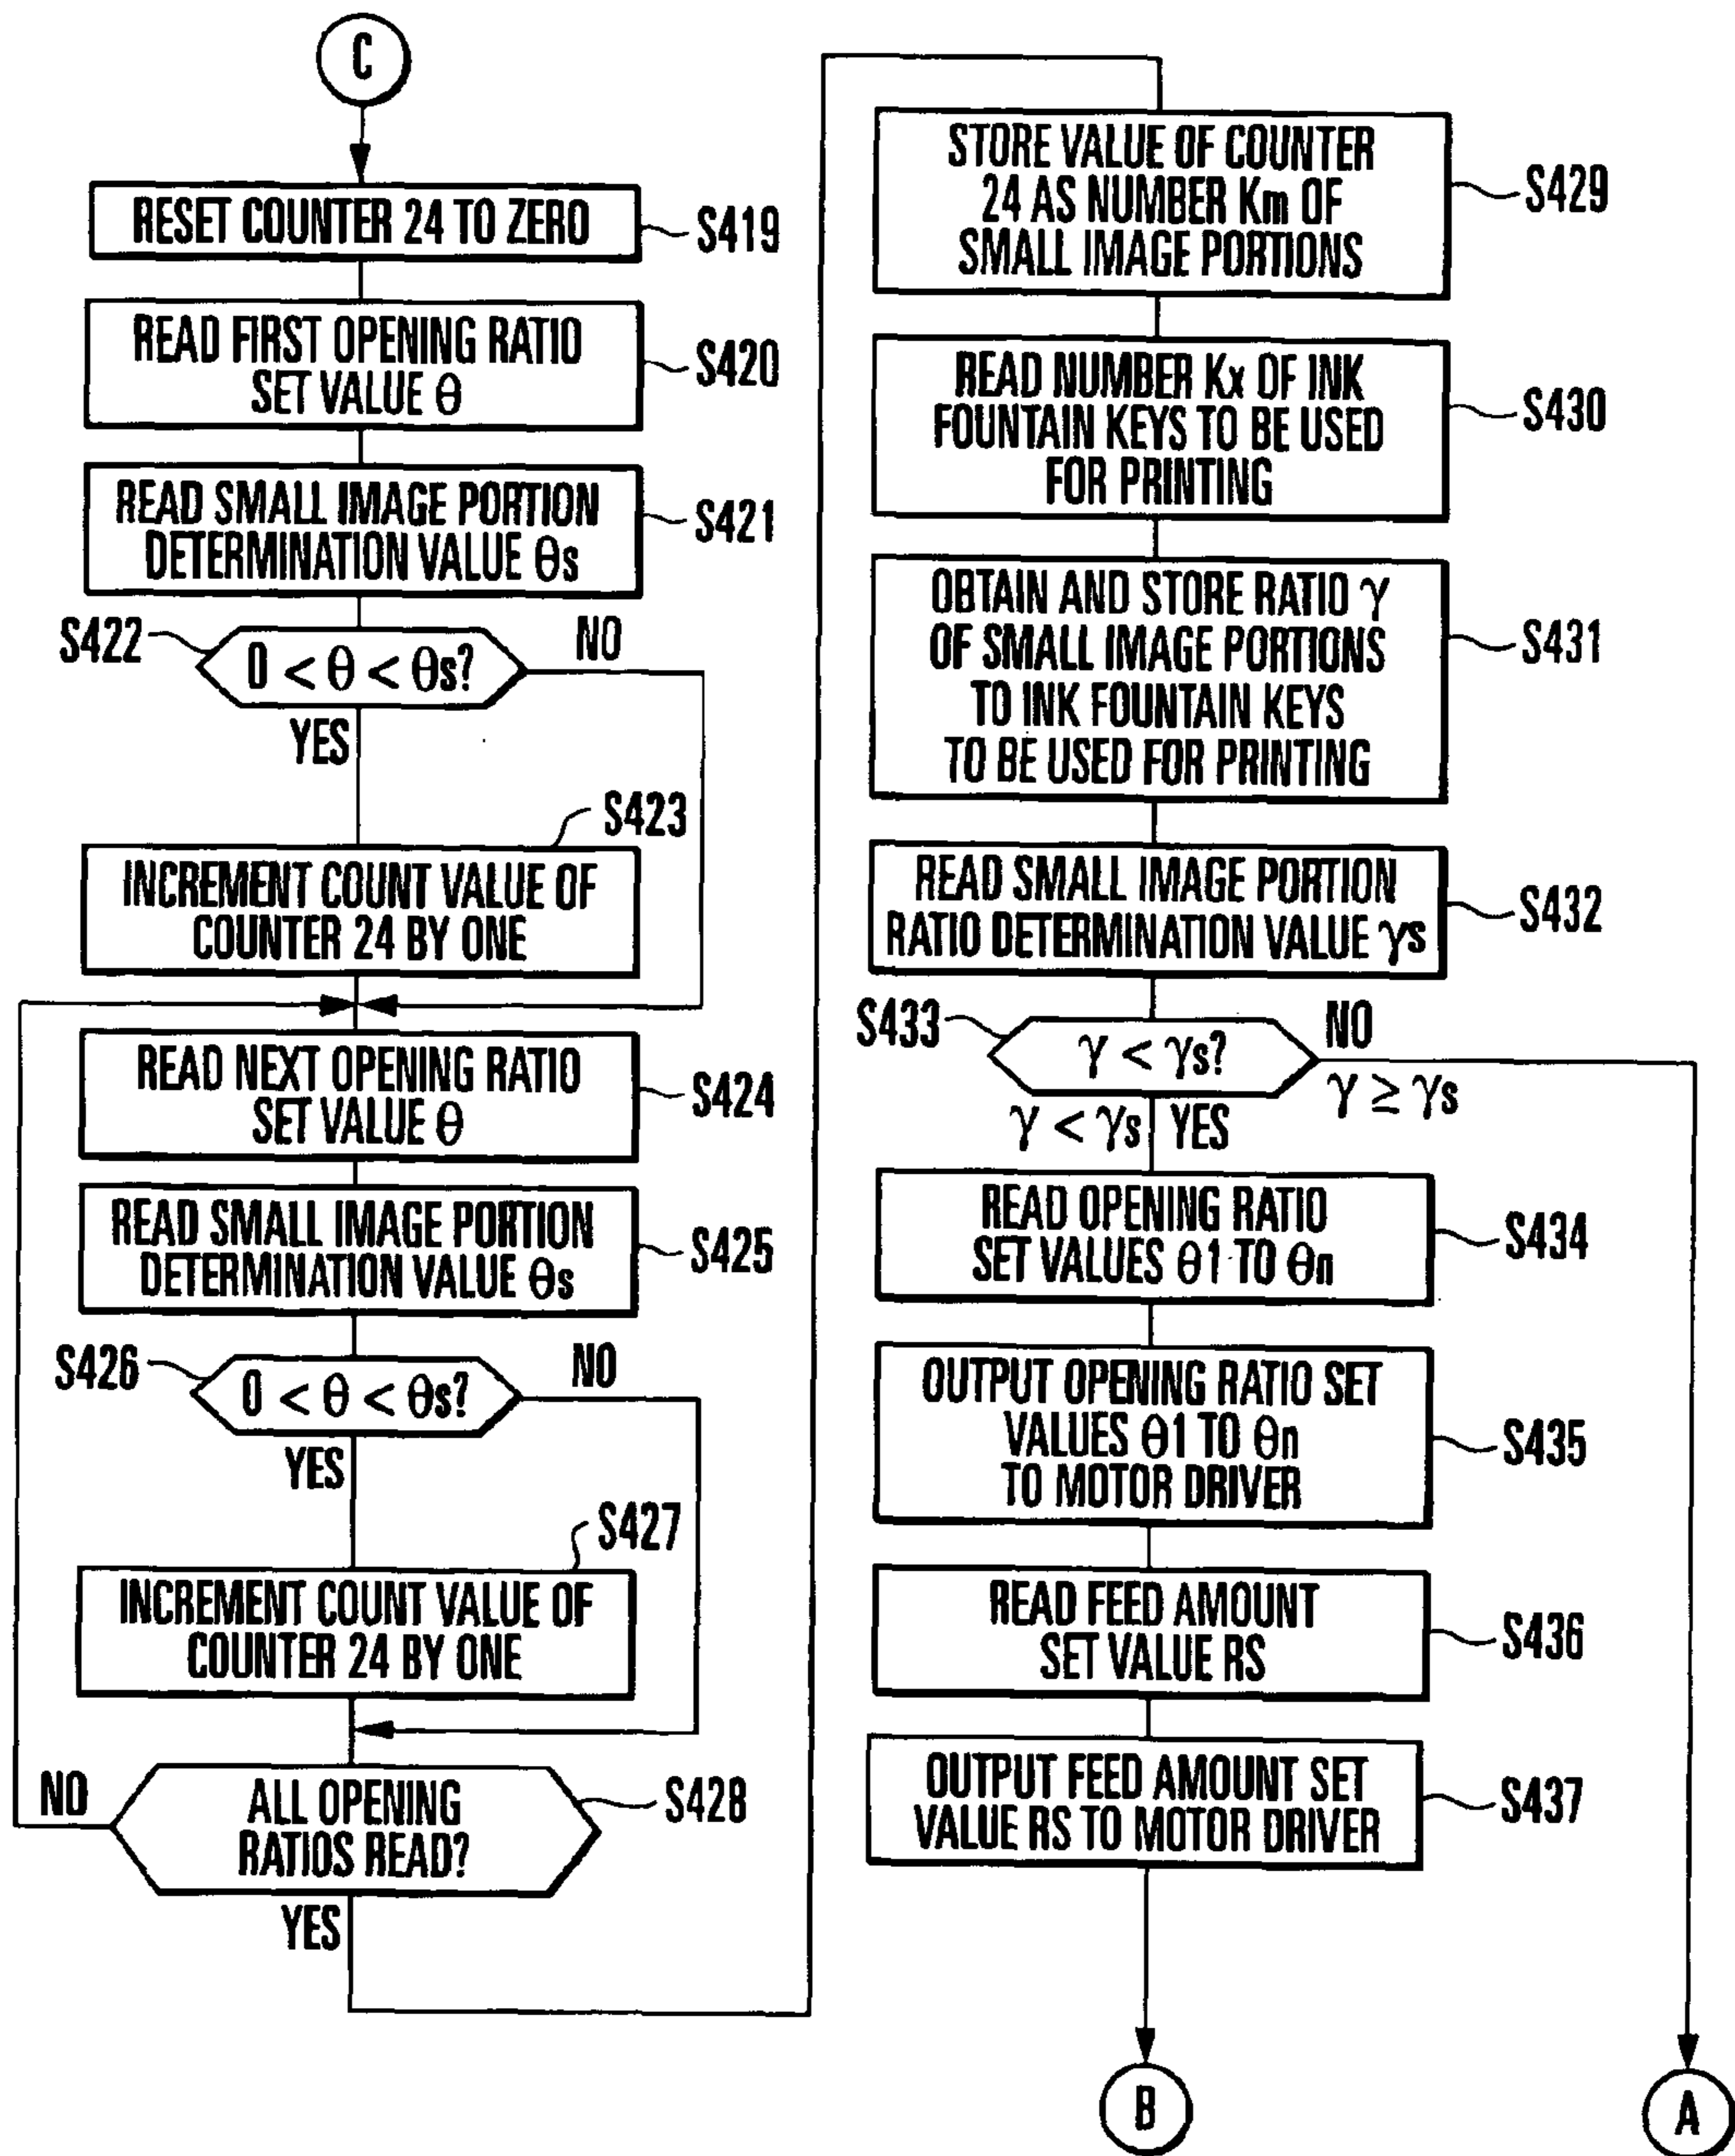 C
RESET COUNTER 24 TO ZERO
S419
READ FIRST OPENING RATIO
SET VALUE θ
S420
READ SMALL IMAGE PORTION
DETERMINATION VALUE θs
S421
S422
0 < θ < θs?
NO
YES
S423
INCREMENT COUNT VALUE OF
COUNTER 24 BY ONE
READ NEXT OPENING RATIO
SET VALUE θ
S424
READ SMALL IMAGE PORTION
DETERMINATION VALUE θs
S425
S426
0 < θ < θs?
NO
YES
S427
INCREMENT COUNT VALUE OF
COUNTER 24 BY ONE
NO
ALL OPENING
RATIOS READ?
S428
YES
STORE VALUE OF COUNTER
24 AS NUMBER Km OF
SMALL IMAGE PORTIONS
S429
READ NUMBER Kx OF INK
FOUNTAIN KEYS TO BE USED
FOR PRINTING
S430
OBTAIN AND STORE RATIO γ
OF SMALL IMAGE PORTIONS
TO INK FOUNTAIN KEYS
TO BE USED FOR PRINTING
S431
READ SMALL IMAGE PORTION
RATIO DETERMINATION VALUE γs
S432
S433
γ < γs?
NO
γ ≥ γs
γ < γs YES
READ OPENING RATIO
SET VALUES θ1 TO θn
S434
OUTPUT OPENING RATIO SET
VALUES θ1 TO θn
TO MOTOR DRIVER
S435
READ FEED AMOUNT
SET VALUE RS
S436
OUTPUT FEED AMOUNT SET
VALUE RS TO MOTOR DRIVER
S437
B
A